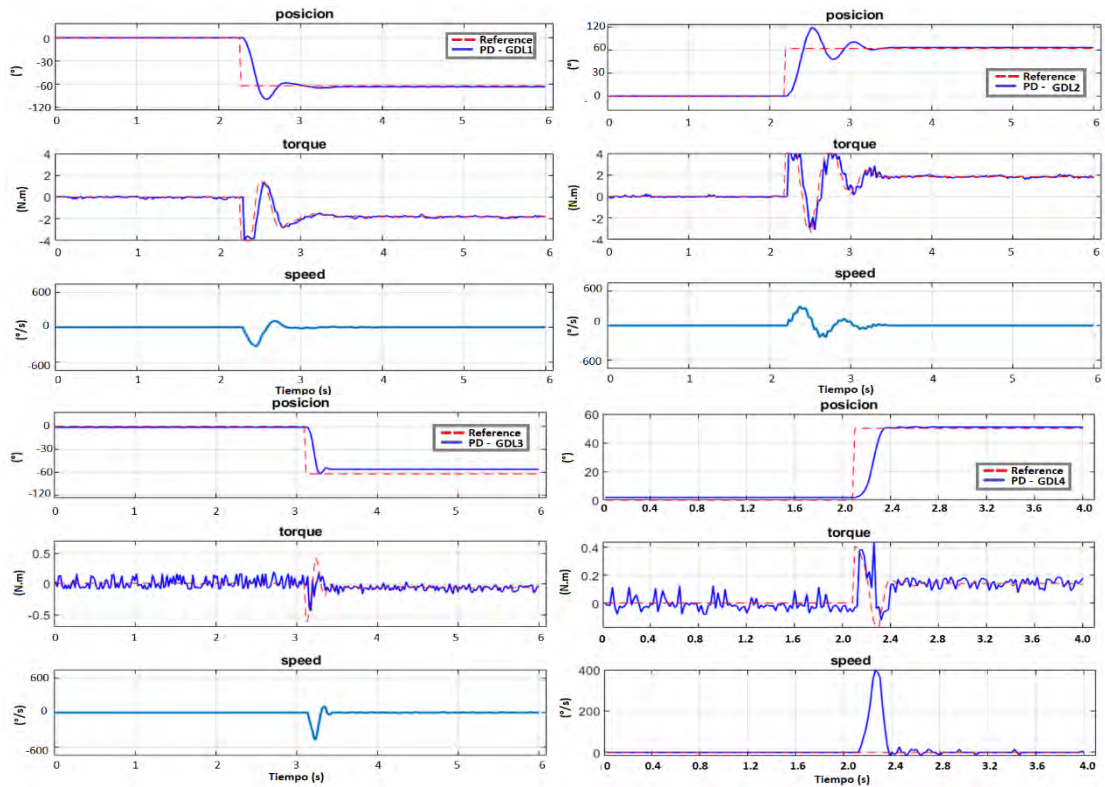 posicion
0
-30
-60
-90
-120
(°)
Reference
PD - GDL1
0 1 2 3 4 5 6
torque
4
2
0
-2
-4
(N.m)
0 1 2 3 4 5 6
speed
600
0
-600
(°/s)
0 1 2 3 4 5 6
Tiempo (s)
posicion
120
60
30
0
(°)
Reference
PD - GDL2
0 1 2 3 4 5 6
torque
4
2
0
-2
-4
(N.m)
0 1 2 3 4 5 6
speed
600
0
-600
(°/s)
0 1 2 3 4 5 6
Tiempo (s)
posicion
0
-30
-60
-120
(°)
Reference
PD - GDL3
0 1 2 3 4 5 6
torque
0.5
0
-0.5
(N.m)
0 1 2 3 4 5 6
speed
600
0
-600
(°/s)
0 1 2 3 4 5 6
Tiempo (s)
posicion
60
40
20
0
(°)
Reference
PD - GDL4
0 0.4 0.8 1.2 1.6 2.0 2.4 2.8 3.2 3.6 4.0
torque
0.4
0.2
0
(N.m)
0 0.4 0.8 1.2 1.6 2.0 2.4 2.8 3.2 3.6 4.0
speed
400
200
0
(°/s)
0 0.4 0.8 1.2 1.6 2.0 2.4 2.8 3.2 3.6 4.0
Tiempo (s)